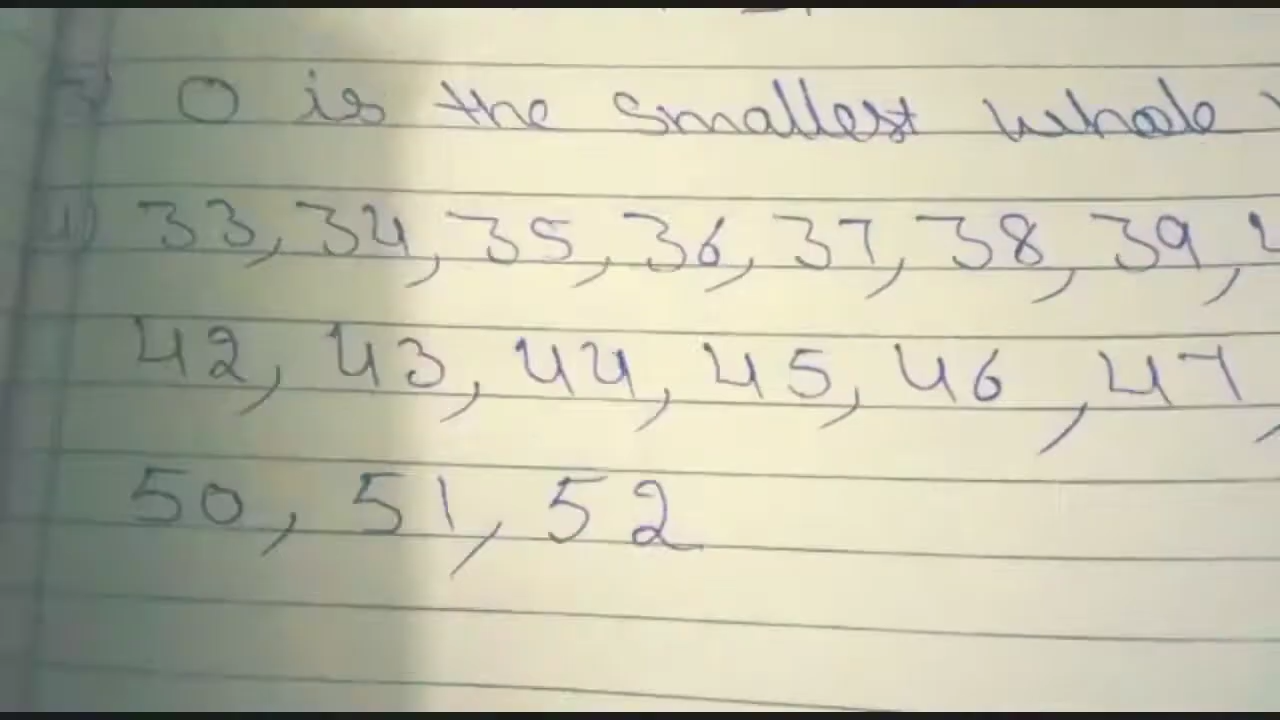 0 is the smallest whole
33, 34, 35, 36, 37, 38, 39,
42, 43, 44, 45, 46, 47,
50, 51, 52